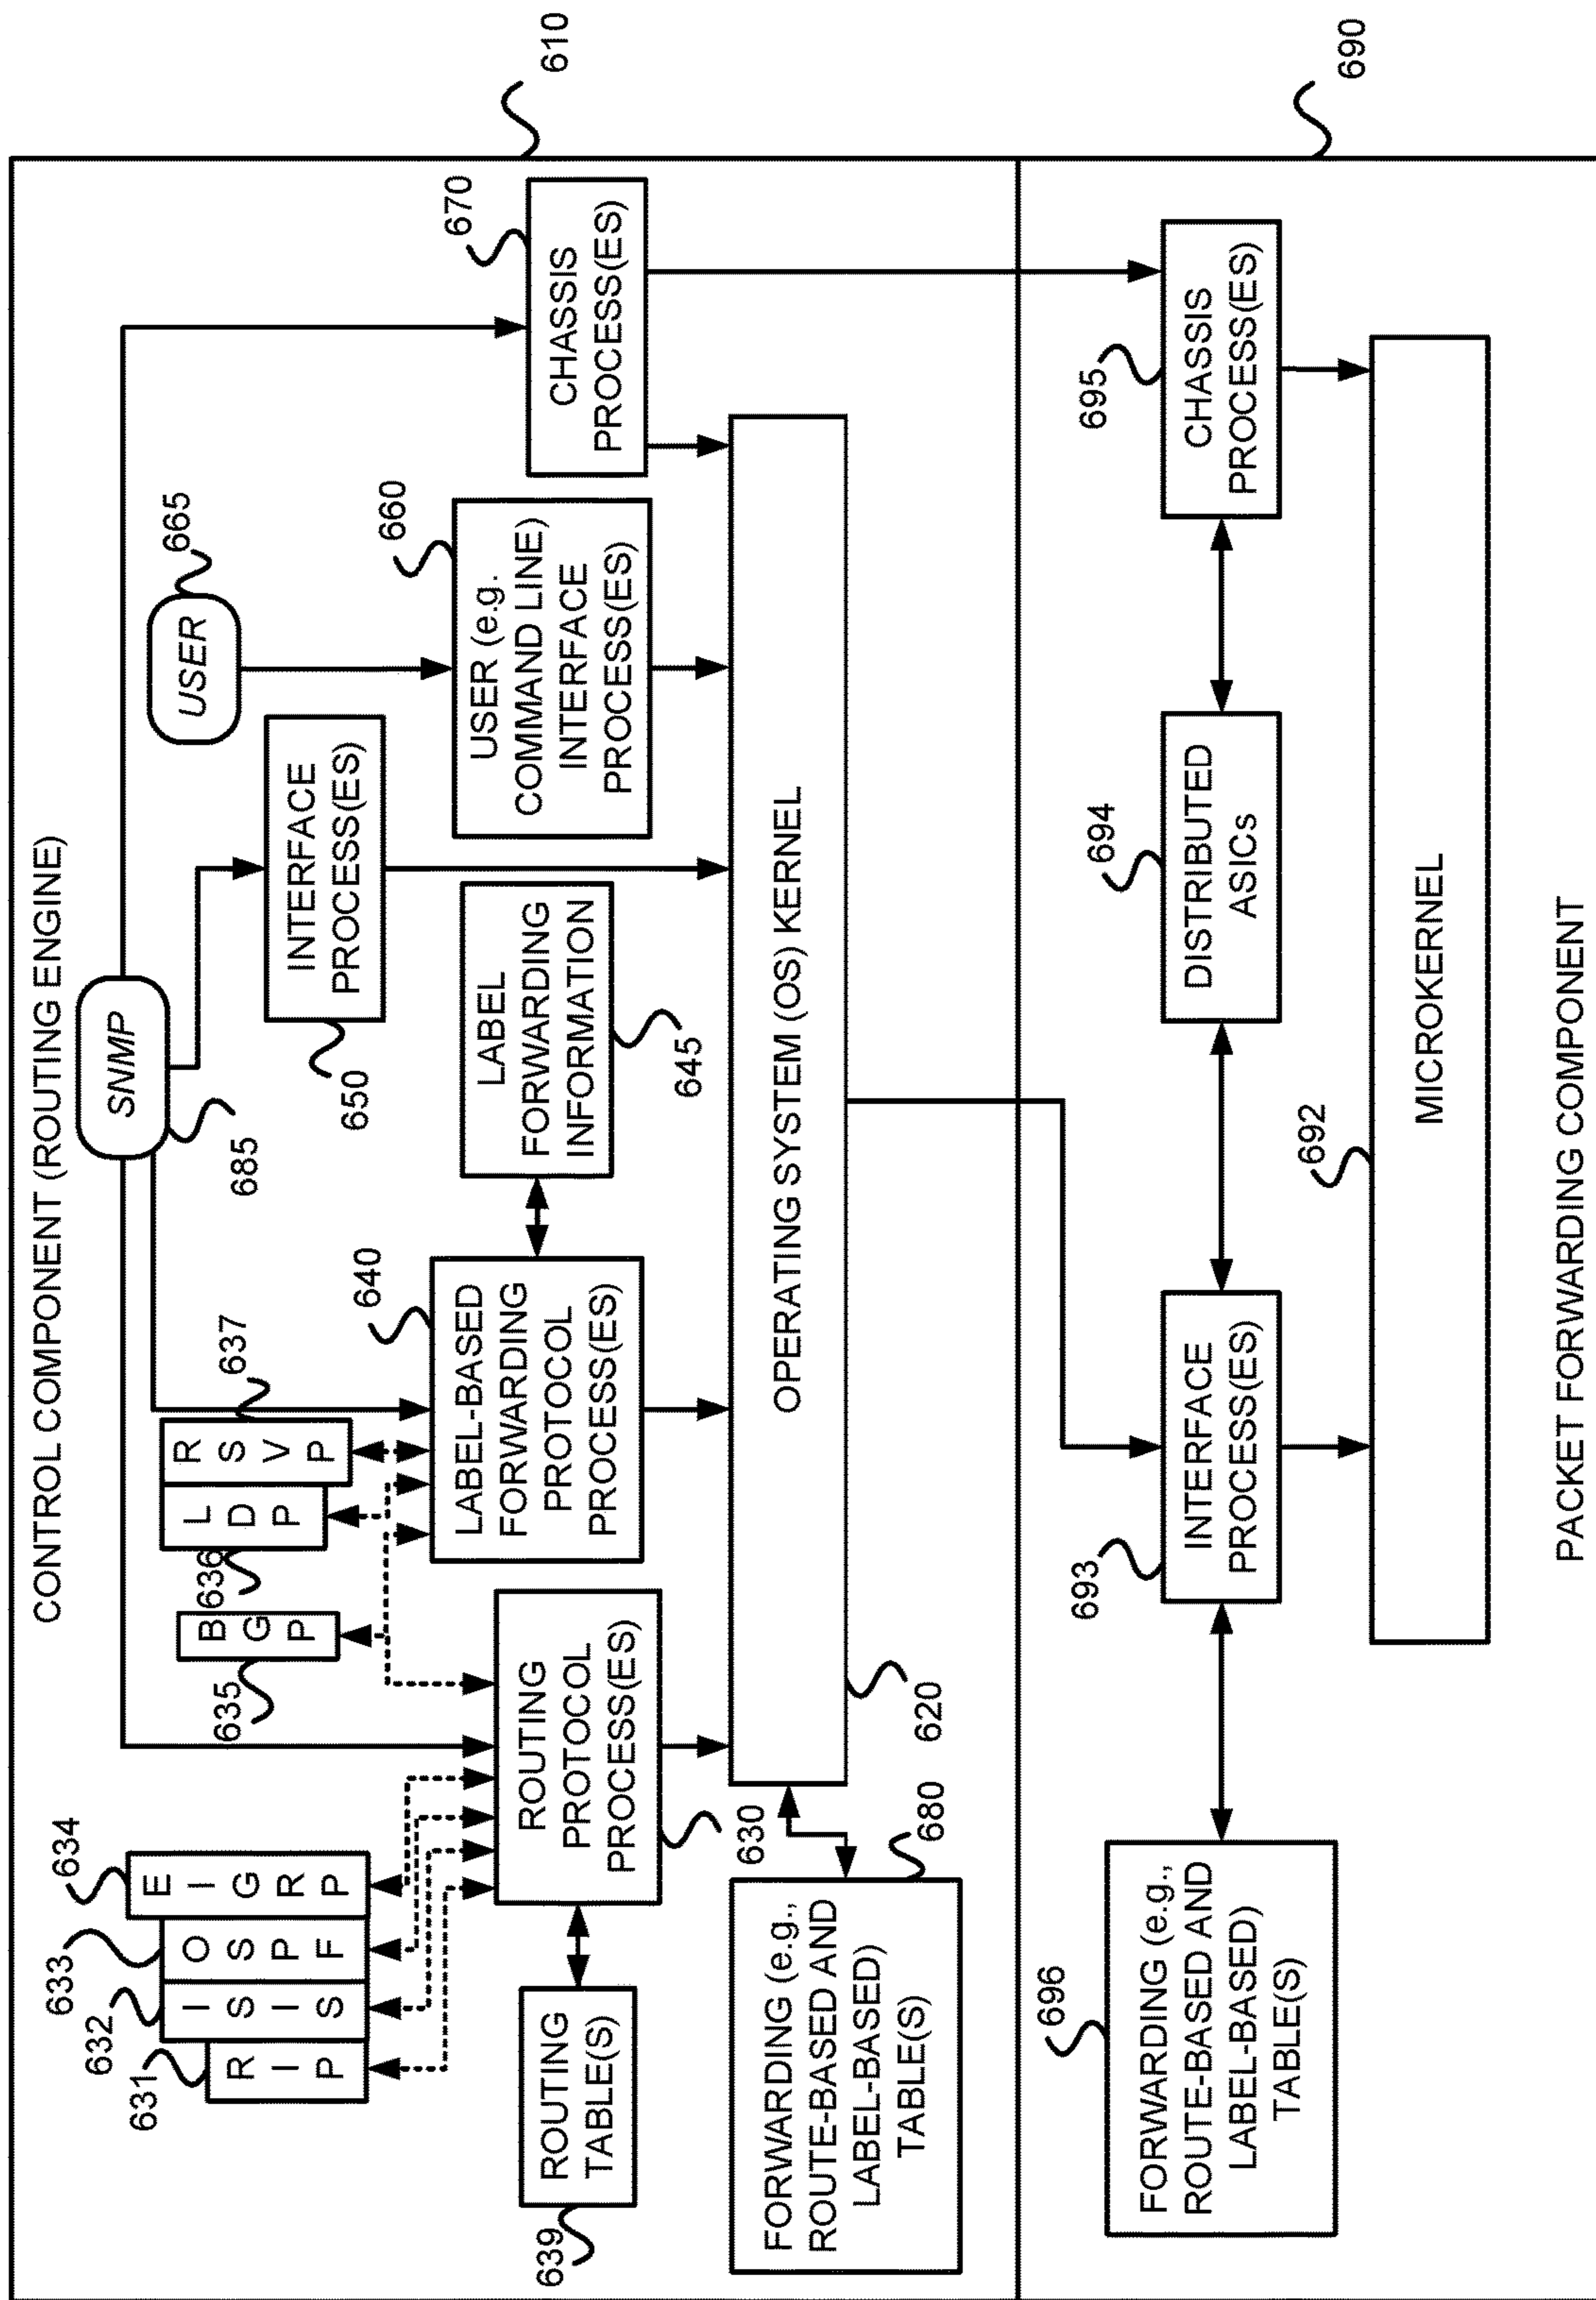 CONTROL COMPONENT (ROUTING ENGINE)
610
SNMP
685
USER
665
631
R
I
P
632
I
S
I
S
633
O
S
P
F
634
E
I
G
R
P
635
B
G
P
636
L
D
P
637
R
S
V
P
INTERFACE
PROCESS(ES)
650
ROUTING
TABLE(S)
639
ROUTING
PROTOCOL
PROCESS(ES)
630
LABEL-BASED
FORWARDING
PROTOCOL
PROCESS(ES)
640
LABEL
FORWARDING
INFORMATION
645
USER (e.g.
COMMAND LINE)
INTERFACE
PROCESS(ES)
660
CHASSIS
PROCESS(ES)
670
FORWARDING (e.g.,
ROUTE-BASED AND
LABEL-BASED)
TABLE(S)
680
OPERATING SYSTEM (OS) KERNEL
620
690
FORWARDING (e.g.,
ROUTE-BASED AND
LABEL-BASED)
TABLE(S)
696
INTERFACE
PROCESS(ES)
693
DISTRIBUTED
ASICs
694
CHASSIS
PROCESS(ES)
695
MICROKERNEL
692
PACKET FORWARDING COMPONENT